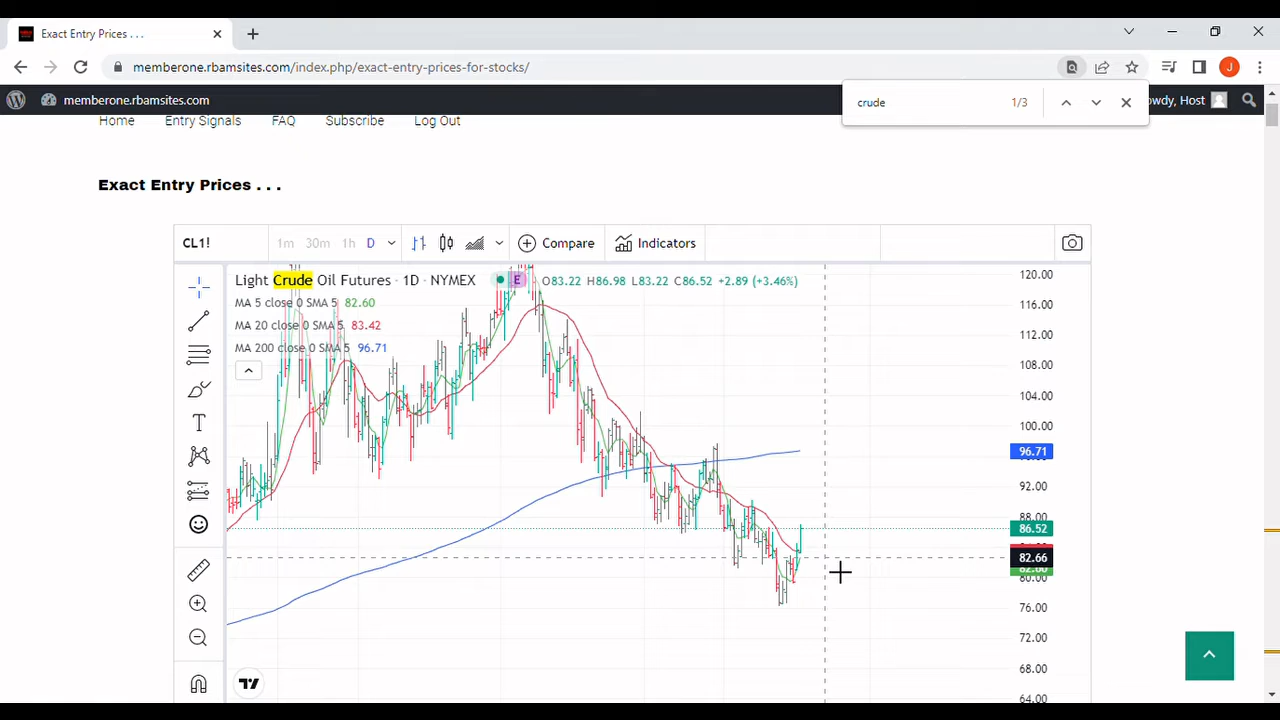 Exact Entry Prices . . .
memberone.rbamsites.com/index.php/exact-entry-prices-for-stocks/
J
crude
1/3
memberone.rbamsites.com
owdy, Host
Home
Entry Signals
FAQ
Subscribe
Log Out
Exact Entry Prices . . .
CL1!
1m
30m
1h
D
Compare
Indicators
Light Crude Oil Futures · 1D · NYMEX
E
O83.22 H86.98 L83.22 C86.52 +2.89 (+3.46%)
MA 5 close 0 SMA 5 82.60
MA 20 close 0 SMA 5 83.42
MA 200 close 0 SMA 5 96.71
120.00
116.00
112.00
108.00
104.00
100.00
96.71
92.00
88.00
86.52
82.66
80.00
76.00
72.00
68.00
64.00